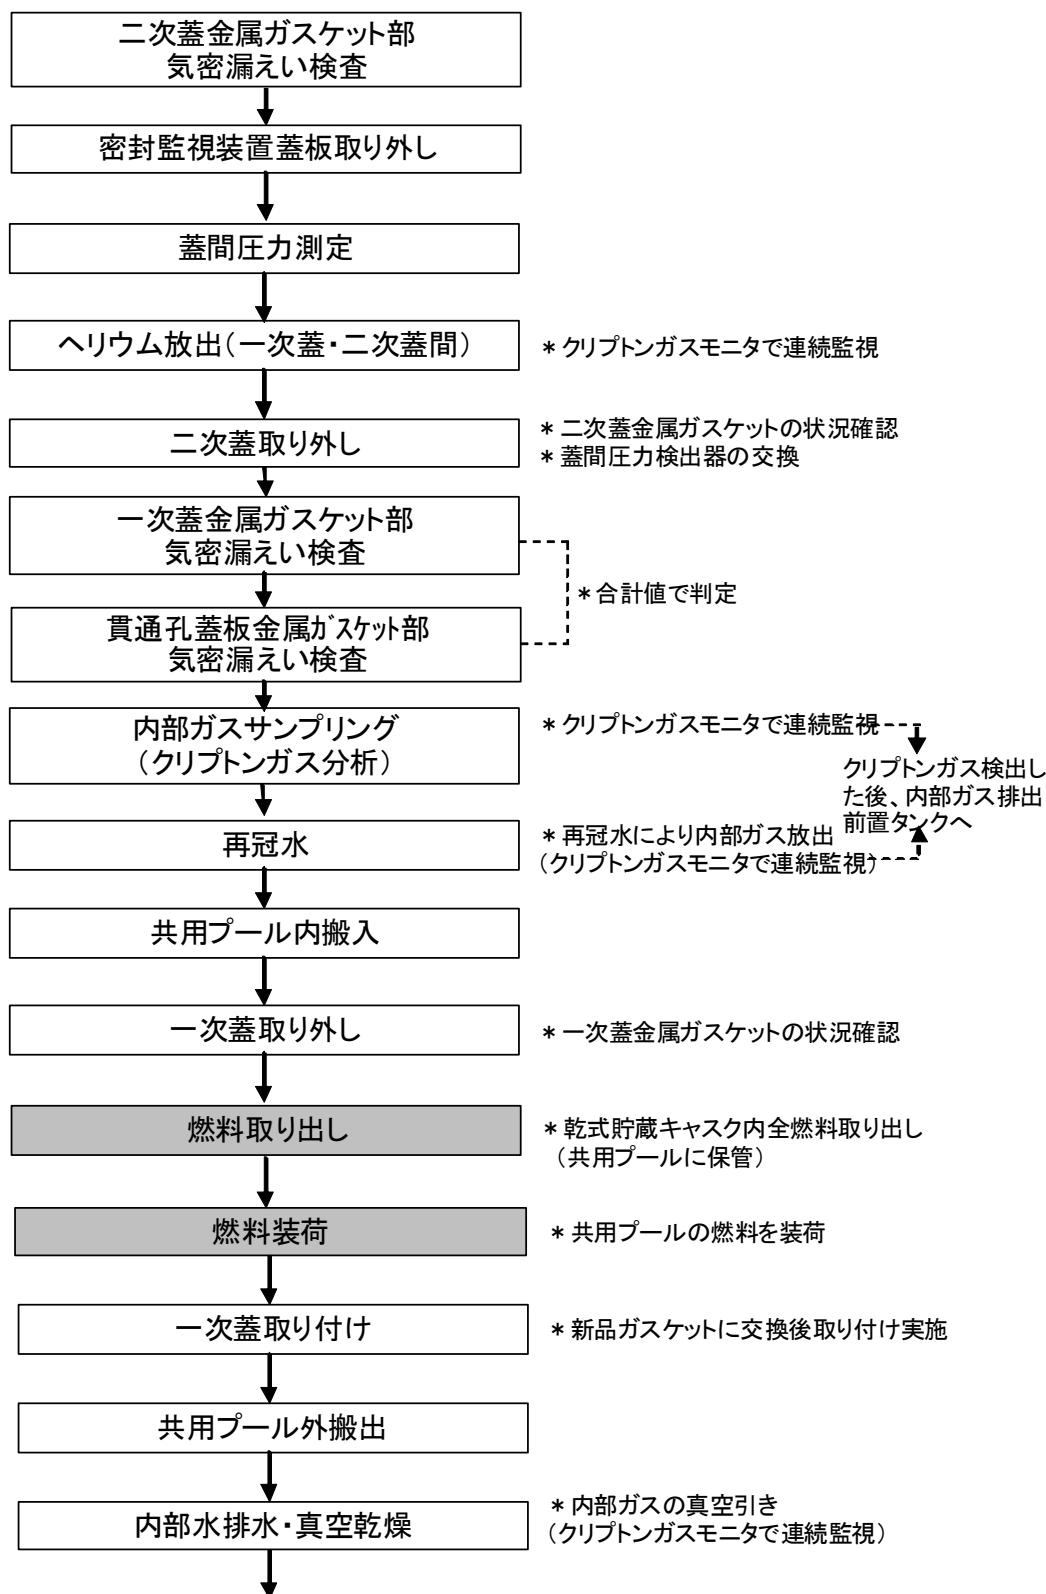 二次蓋金属ガスケット部
気密漏えい検査
密封監視装置蓋板取り外し
蓋間圧力測定
ヘリウム放出(一次蓋・二次蓋間)
＊クリプトンガスモニタで連続監視
二次蓋取り外し
＊二次蓋金属ガスケットの状況確認
＊蓋間圧力検出器の交換
一次蓋金属ガスケット部
気密漏えい検査
＊合計値で判定
貫通孔蓋板金属ｶﾞｽｹｯﾄ部
気密漏えい検査
内部ガスサンプリング
(クリプトンガス分析)
＊クリプトンガスモニタで連続監視
クリプトンガス検出し
た後、内部ガス排出
前置タンクへ
再冠水
＊再冠水により内部ガス放出
(クリプトンガスモニタで連続監視)
共用プール内搬入
一次蓋取り外し
＊一次蓋金属ガスケットの状況確認
燃料取り出し
＊乾式貯蔵キャスク内全燃料取り出し
(共用プールに保管)
燃料装荷
＊共用プールの燃料を装荷
一次蓋取り付け
＊新品ガスケットに交換後取り付け実施
共用プール外搬出
内部水排水・真空乾燥
＊内部ガスの真空引き
(クリプトンガスモニタで連続監視)